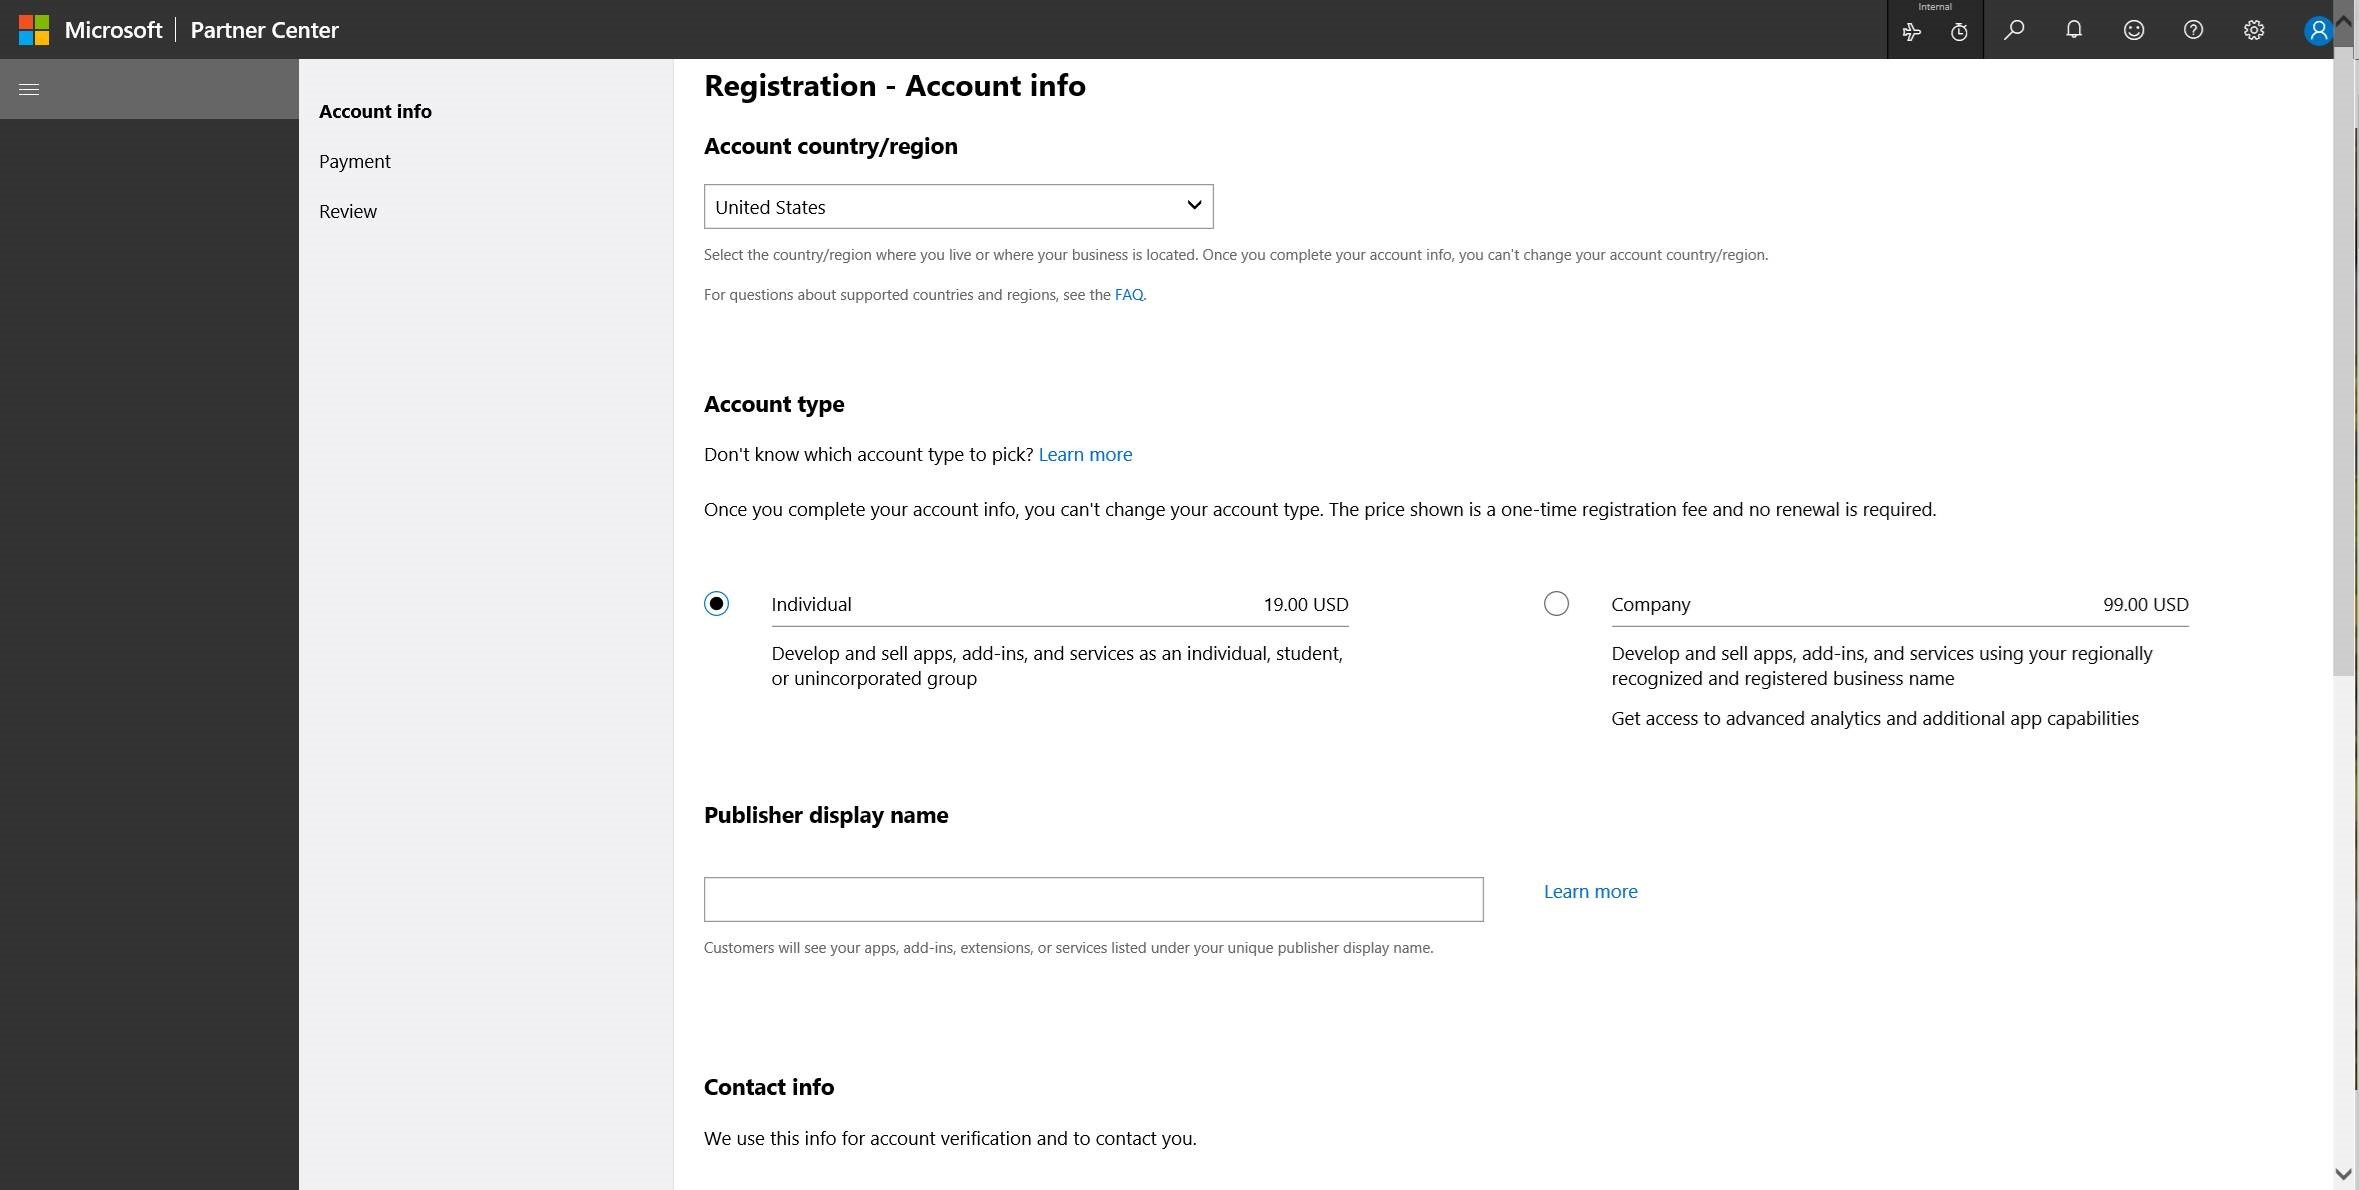 Microsoft | Partner Center
Internal
Account info
Payment
Review
Registration - Account info
Account country/region
United States
Select the country/region where you live or where your business is located. Once you complete your account info, you can't change your account country/region.
For questions about supported countries and regions, see the FAQ.
Account type
Don't know which account type to pick? Learn more
Once you complete your account info, you can't change your account type. The price shown is a one-time registration fee and no renewal is required.
Individual 19.00 USD
Develop and sell apps, add-ins, and services as an individual, student,
or unincorporated group
Company 99.00 USD
Develop and sell apps, add-ins, and services using your regionally
recognized and registered business name
Get access to advanced analytics and additional app capabilities
Publisher display name
Learn more
Customers will see your apps, add-ins, extensions, or services listed under your unique publisher display name.
Contact info
We use this info for account verification and to contact you.